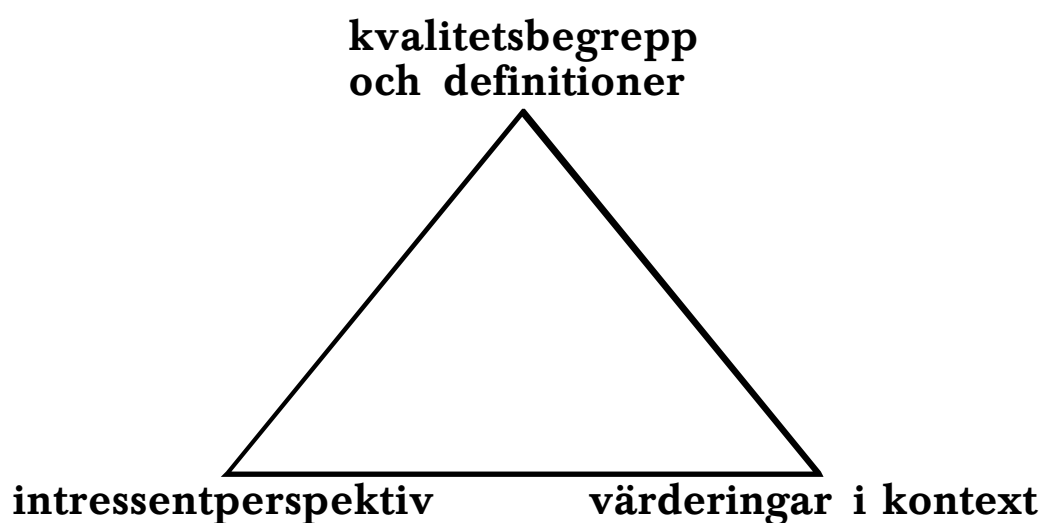 kvalitetsbegrepp
och definitioner
intressentperspektiv
värderingar i kontext